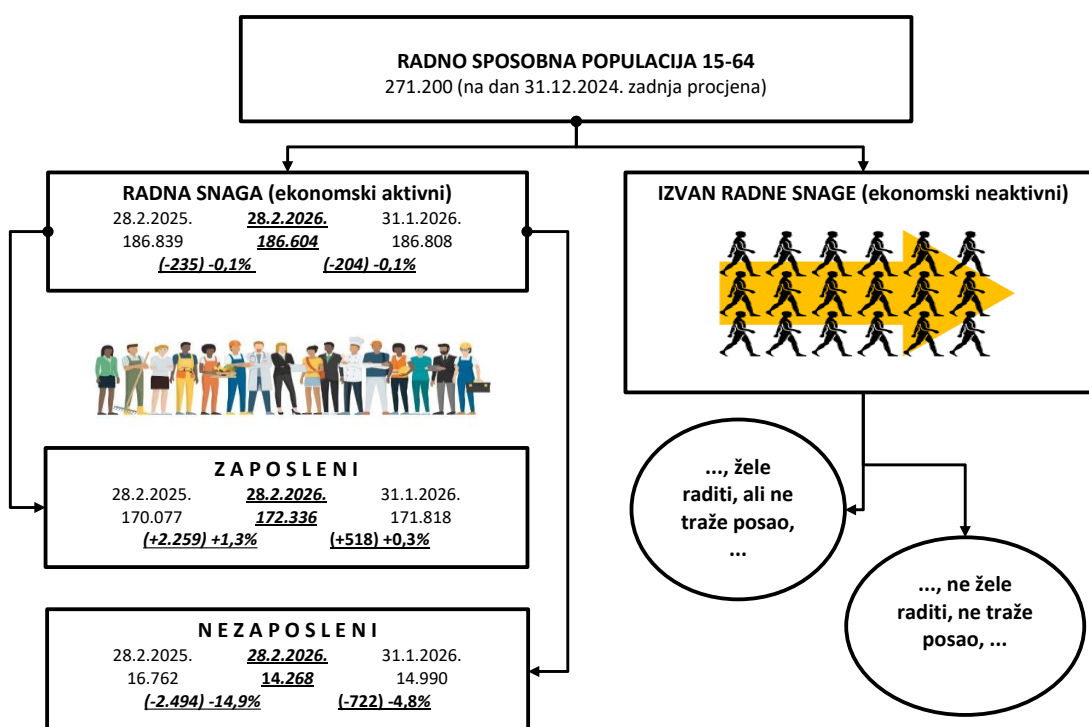 RADNO SPOSOBNA POPULACIJA 15-64
271.200 (na dan 31.12.2024. zadnja procjena)
RADNA SNAGA (ekonomski aktivni)
28.2.2025. 28.2.2026. 31.1.2026.
186.839 186.604 186.808
(-235) -0,1% (-204) -0,1%
IZVAN RADNE SNAGE (ekonomski neaktivni)
Z A P O S L E N I
28.2.2025. 28.2.2026. 31.1.2026.
170.077 172.336 171.818
(+2.259) +1,3% (+518) +0,3%
N E Z A P O S L E N I
28.2.2025. 28.2.2026. 31.1.2026.
16.762 14.268 14.990
(-2.494) -14,9% (-722) -4,8%
..., žele
raditi, ali ne
traže posao,
...
..., ne žele
raditi, ne traže
posao, ...